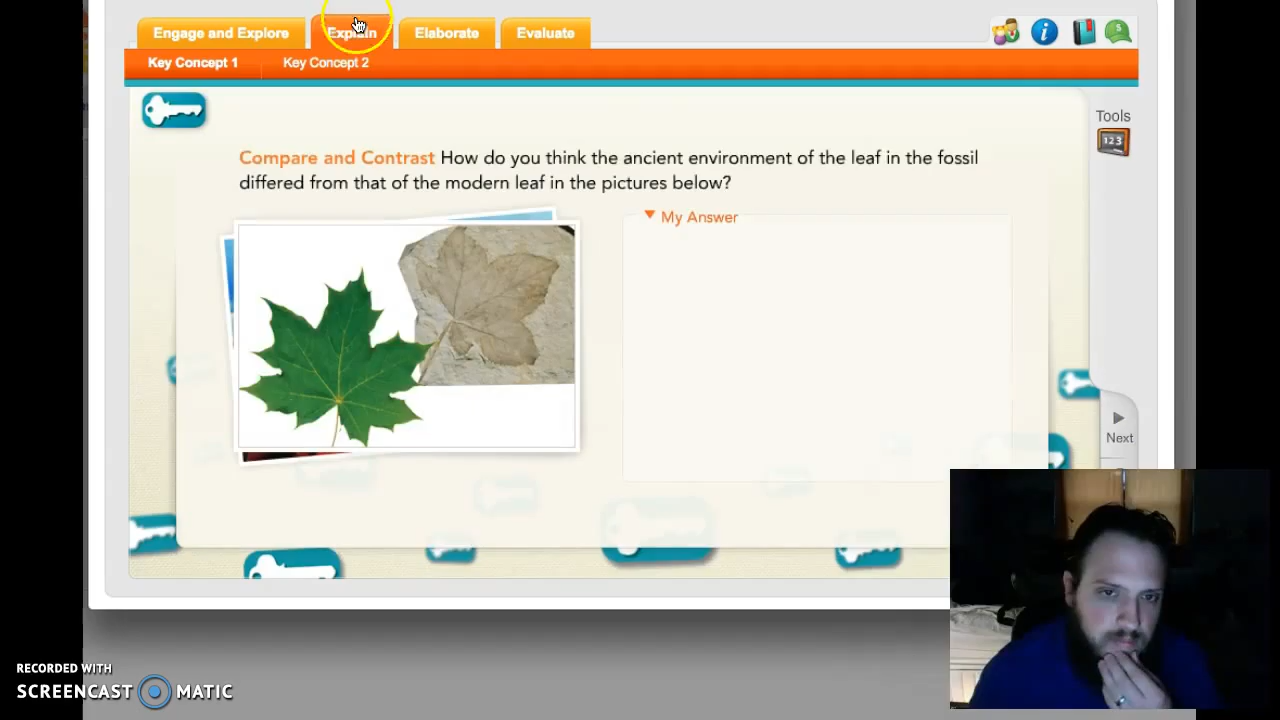 Engage and Explore Explain Elaborate Evaluate
Key Concept 1 Key Concept 2
Tools
123
Compare and Contrast How do you think the ancient environment of the leaf in the fossil
differed from that of the modern leaf in the pictures below?
My Answer
Next
RECORDED WITH
SCREENCAST MATIC